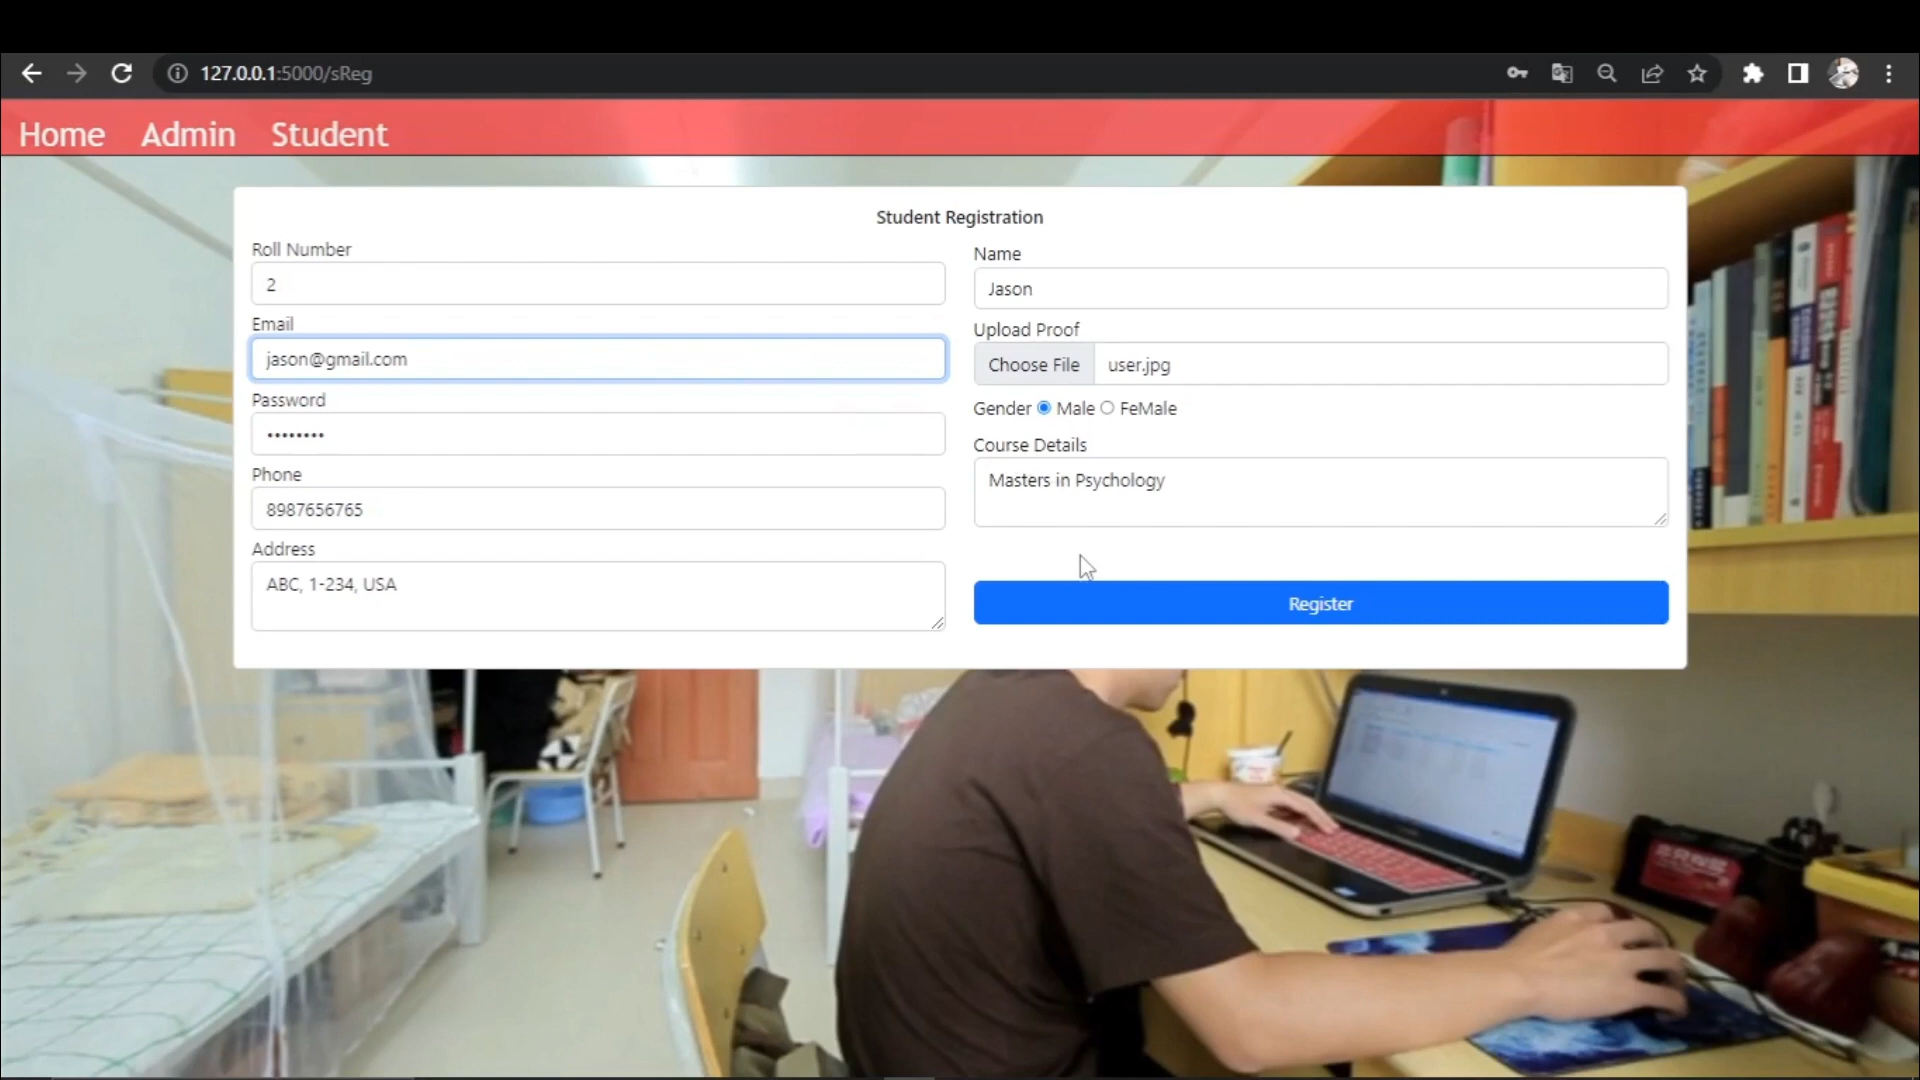 127.0.0.1:5000/sReg
Home Admin Student
Student Registration
Roll Number
2
Email
jason@gmail.com
Password
••••••••
Phone
8987656765
Address
ABC, 1-234, USA
Name
Jason
Upload Proof
Choose File user.jpg
Gender Male FeMale
Course Details
Masters in Psychology
Register